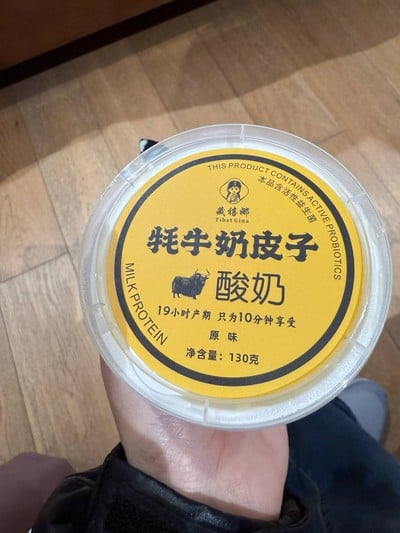 THIS PRODUCT CONTAINS ACTIVE PROBIOTICS
本品含活性益生菌
藏禧娜
Tibet Gina
牦牛奶皮子
酸奶
19小时产期 只为10分钟享受
原味
净含量：130克
MILK PROTEIN